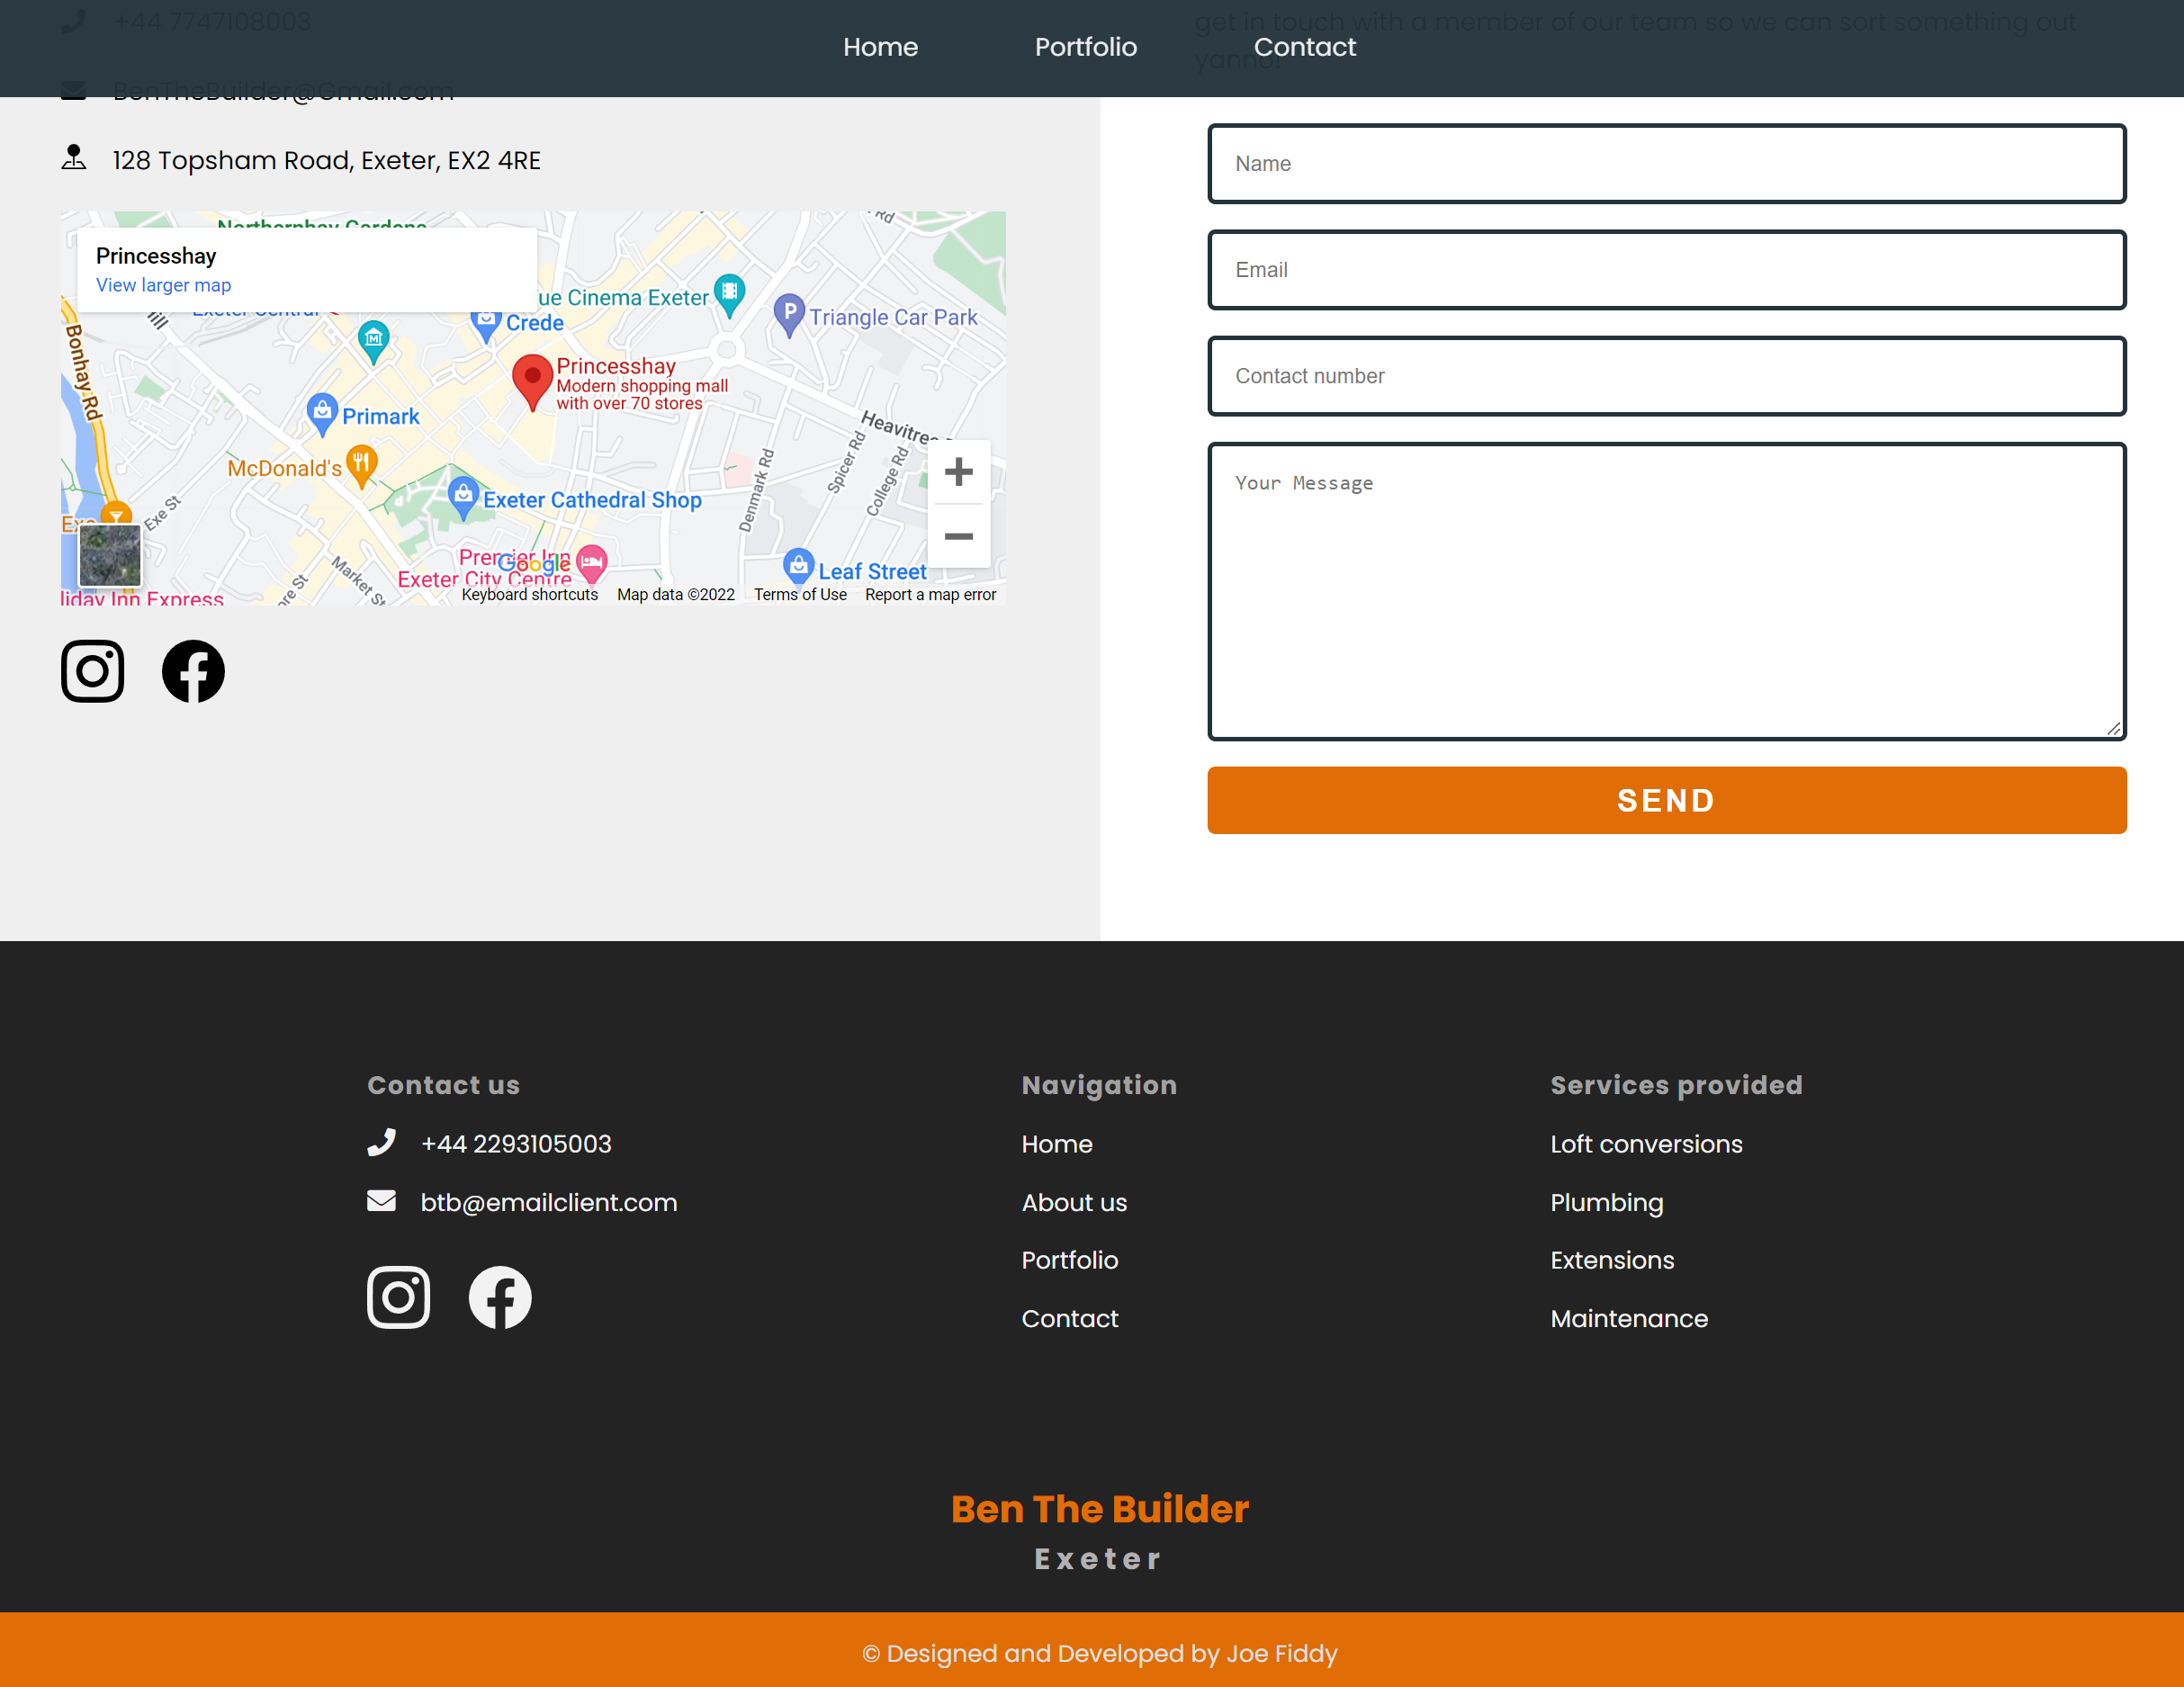 Home Portfolio Contact
+44 7747108003
BenTheBuilder@Gmail.com
128 Topsham Road, Exeter, EX2 4RE
Princesshay
View larger map
Bonhay Rd
ue Cinema Exeter
Triangle Car Park
Crede
Princesshay
Modern shopping mall
with over 70 stores
Primark
McDonald's
Exeter Cathedral Shop
Denmark Rd
Spicer Rd
College Rd
Exe St
Market St
ore St
Premier Inn
Exeter City Centre
Google
Leaf Street
liday Inn Express
Keyboard shortcuts Map data ©2022 Terms of Use Report a map error
get in touch with a member of our team so we can sort something out
yanno!
Name
Email
Contact number
Your Message
SEND
Contact us
+44 2293105003
btb@emailclient.com
Navigation
Home
About us
Portfolio
Contact
Services provided
Loft conversions
Plumbing
Extensions
Maintenance
Ben The Builder
Exeter
© Designed and Developed by Joe Fiddy